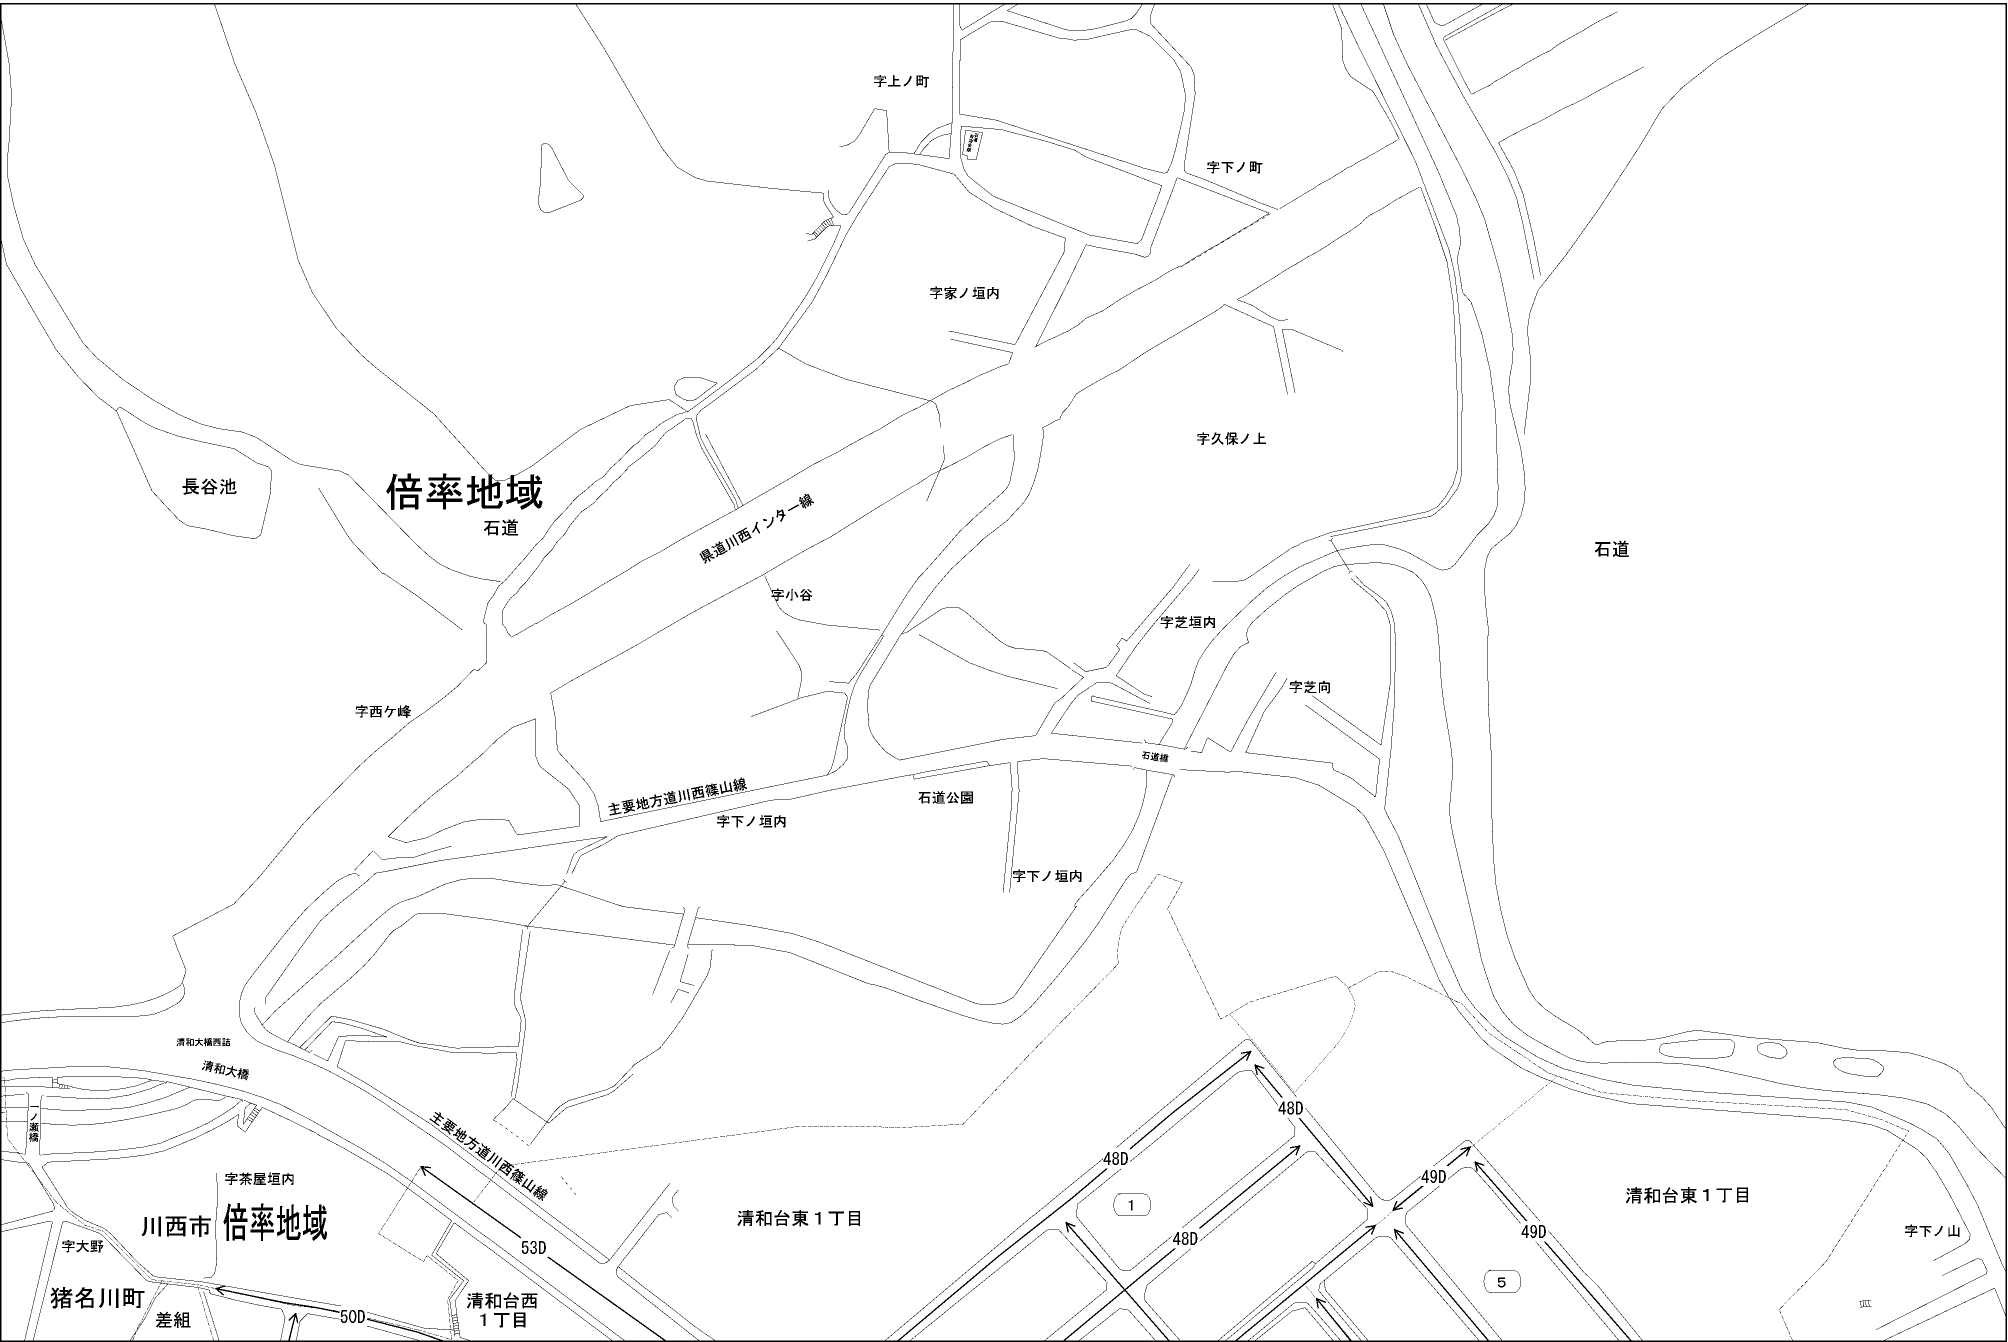 字上ノ町
字下ノ町
字家ノ垣内
字久保ノ上
長谷池
倍率地域
石道
県道川西インター線
石道
字小谷
字芝垣内
字芝向
字西ケ峰
石道橋
主要地方道川西篠山線
石道公園
字下ノ垣内
字下ノ垣内
清和大橋西詰
清和大橋
一ノ瀬橋
主要地方道川西篠山線
48D
48D
49D
字茶屋垣内
1
清和台東1丁目
川西市
倍率地域
清和台東1丁目
48D
49D
字下ノ山
字大野
53D
5
猪名川町
清和台西
1丁目
差組
50D